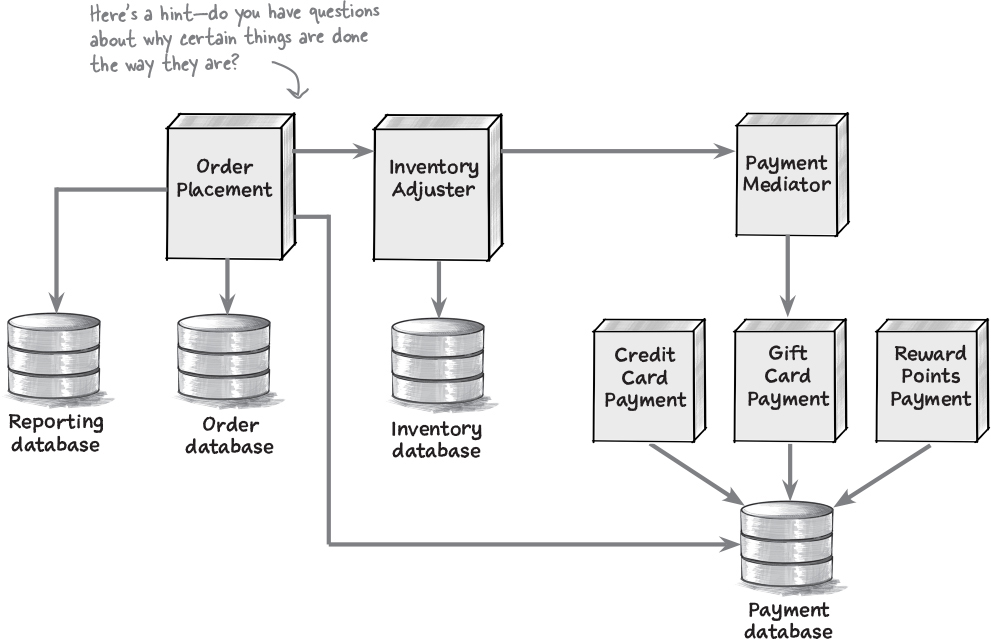 Here's a hint—do you have questions
about why certain things are done
the way they are?
Order
Placement
Inventory
Adjuster
Payment
Mediator
Credit
Card
Payment
Gift
Card
Payment
Reward
Points
Payment
Reporting
database
Order
database
Inventory
database
Payment
database